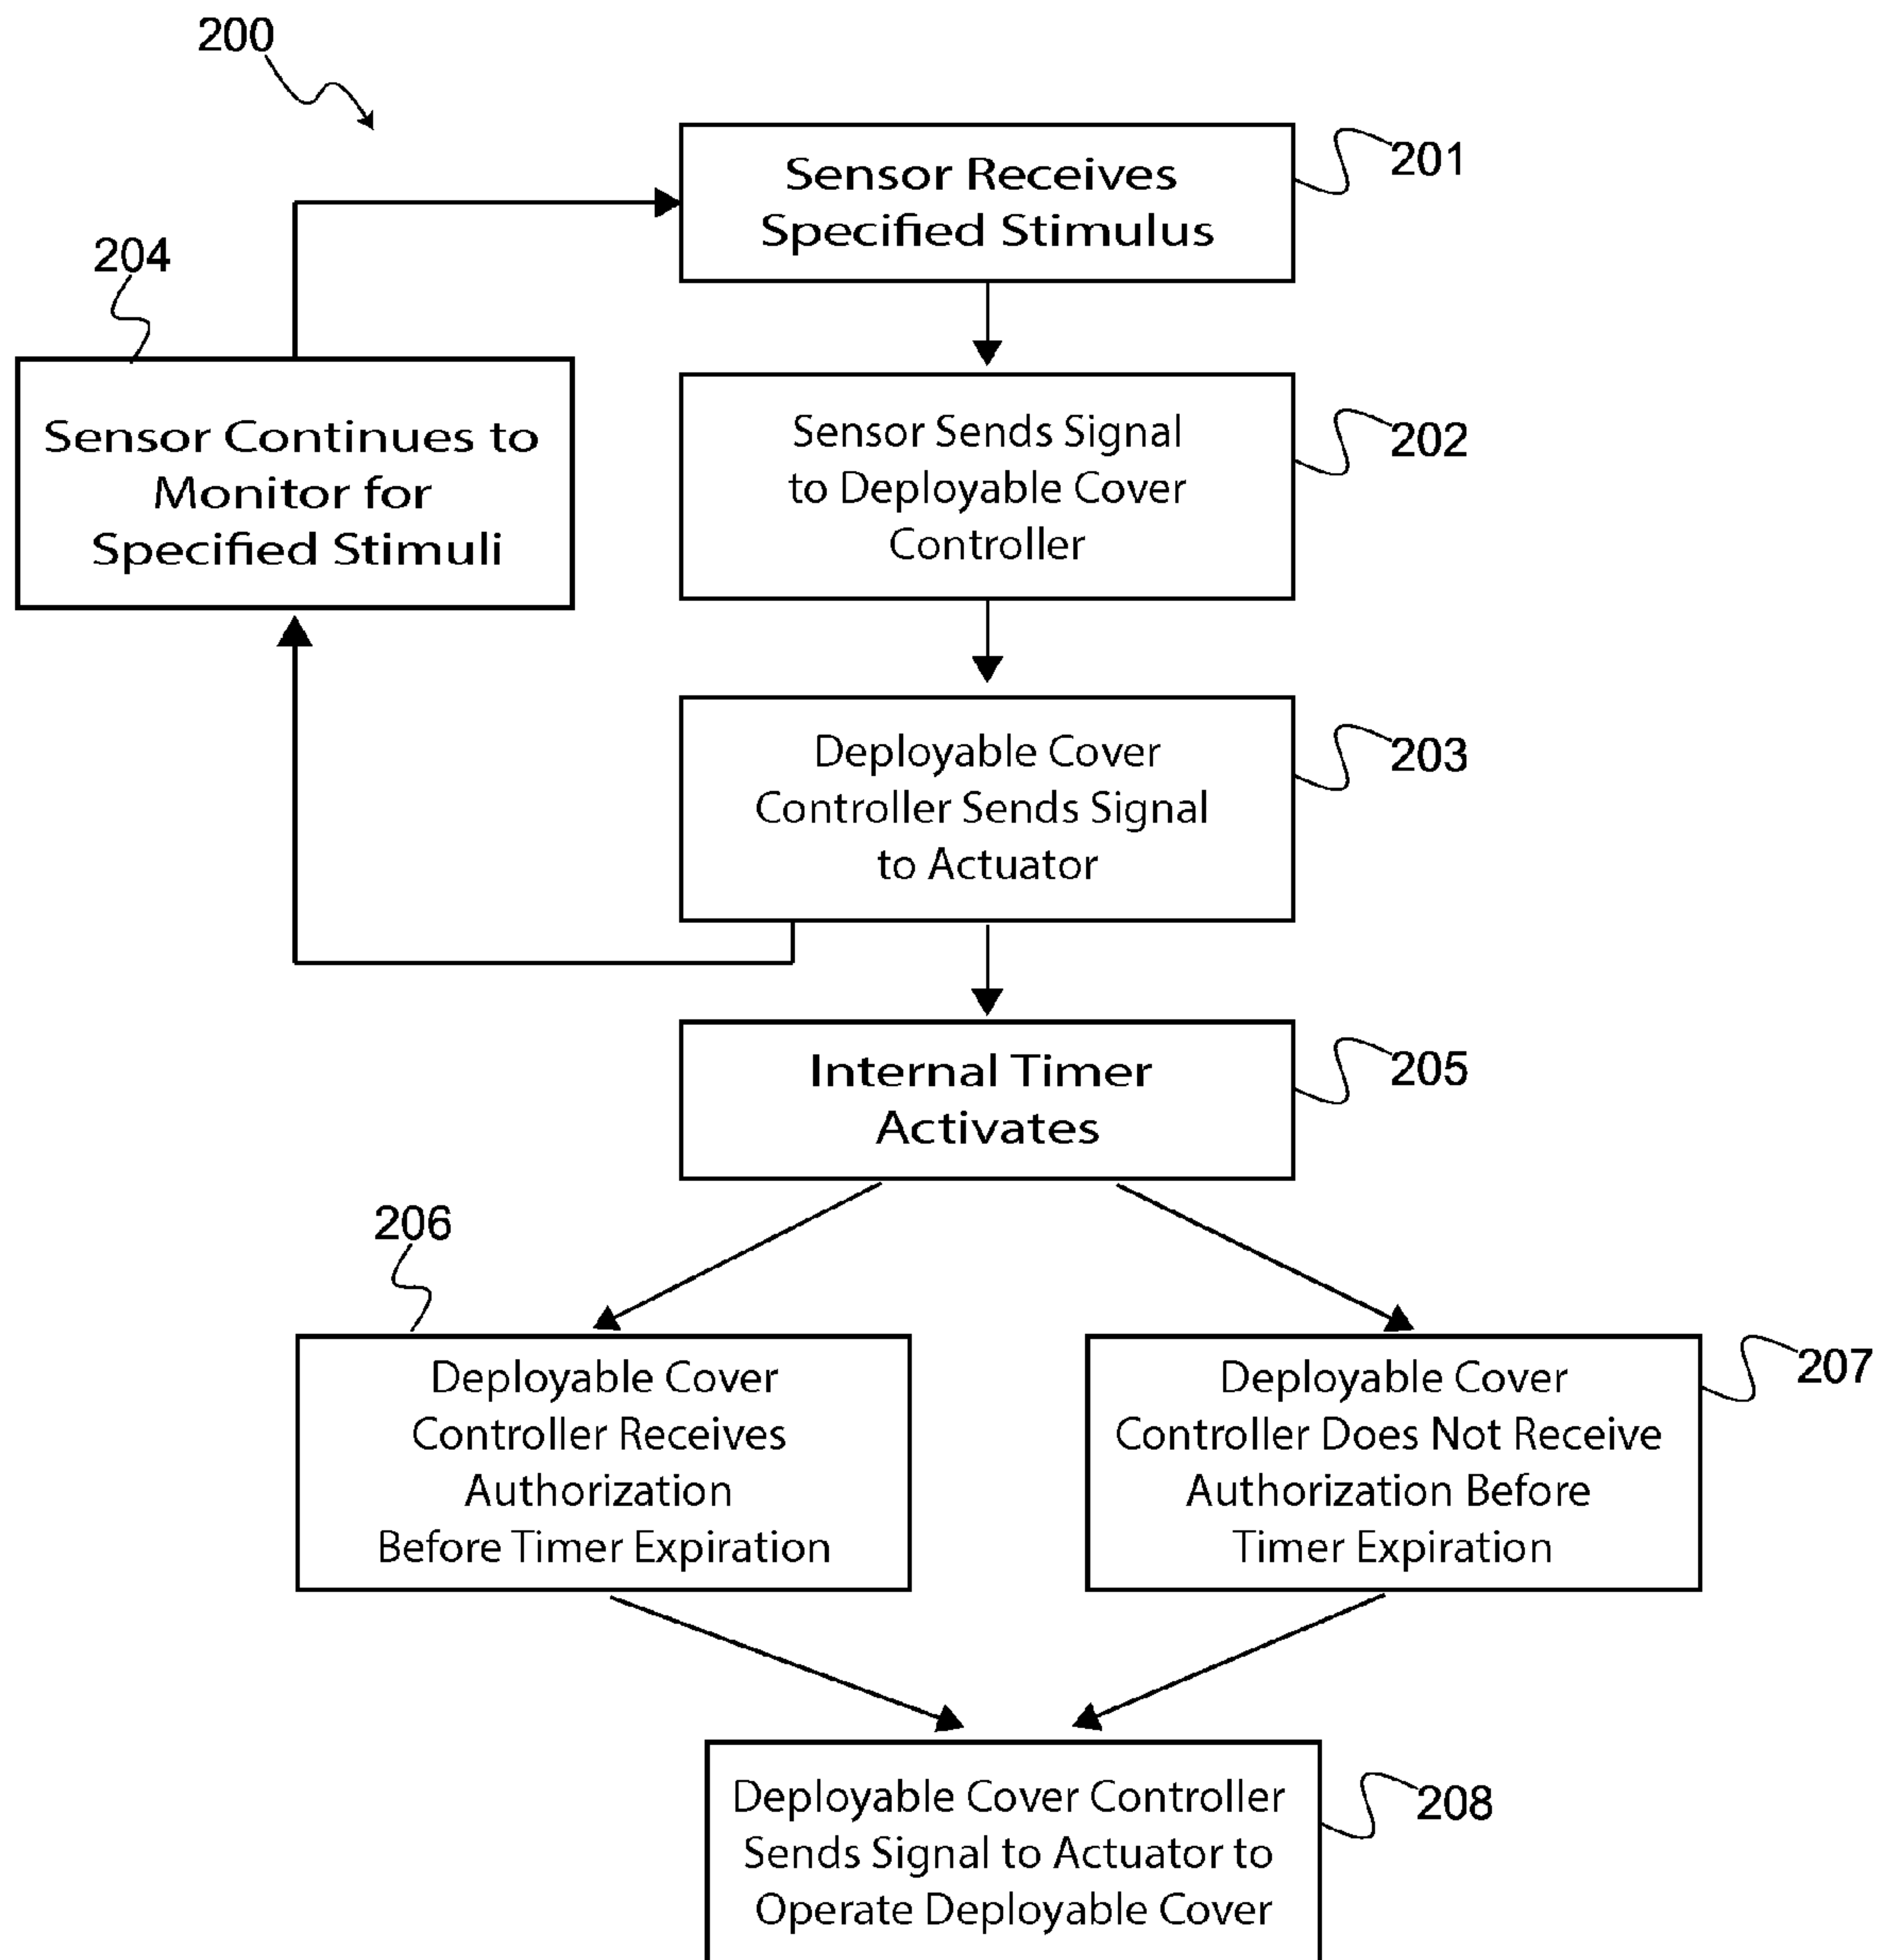 200
Sensor Receives
Specified Stimulus
201
204
Sensor Continues to
Monitor for
Specified Stimuli
Sensor Sends Signal
to Deployable Cover
Controller
202
Deployable Cover
Controller Sends Signal
to Actuator
203
Internal Timer
Activates
205
206
Deployable Cover
Controller Receives
Authorization
Before Timer Expiration
Deployable Cover
Controller Does Not Receive
Authorization Before
Timer Expiration
207
Deployable Cover Controller
Sends Signal to Actuator to
Operate Deployable Cover
208